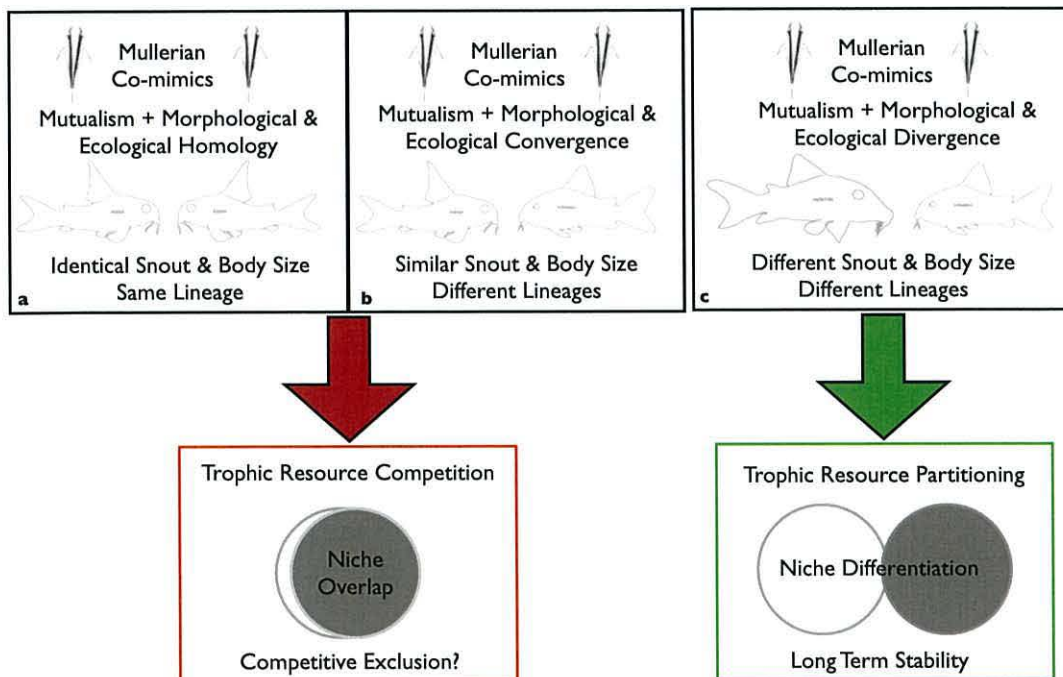 Mullerian
Co-mimics
Mutualism + Morphological &
Ecological Homology
Identical Snout & Body Size
Same Lineage
a
Mullerian
Co-mimics
Mutualism + Morphological &
Ecological Convergence
Similar Snout & Body Size
Different Lineages
b
Mullerian
Co-mimics
Mutualism + Morphological &
Ecological Divergence
Different Snout & Body Size
Different Lineages
c
Trophic Resource Competition
Niche
Overlap
Competitive Exclusion?
Trophic Resource Partitioning
Niche Differentiation
Long Term Stability